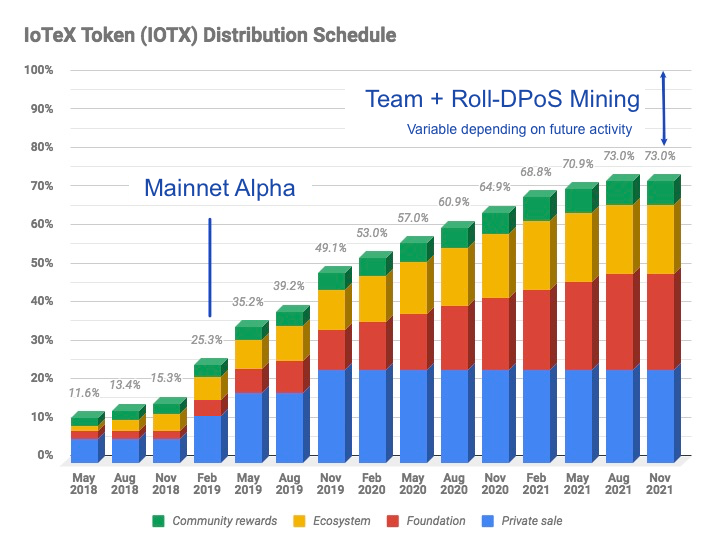 IoTeX Token (IOTX) Distribution Schedule
100%
90%
80%
70%
60%
50%
40%
30%
20%
10%
0%
Team + Roll-DPoS Mining
Variable depending on future activity
Mainnet Alpha
11.6%
13.4%
15.3%
25.3%
35.2%
39.2%
49.1%
53.0%
57.0%
60.9%
64.9%
68.8%
70.9%
73.0%
73.0%
May 2018
Aug 2018
Nov 2018
Feb 2019
May 2019
Aug 2019
Nov 2019
Feb 2020
May 2020
Aug 2020
Nov 2020
Feb 2021
May 2021
Aug 2021
Nov 2021
Community rewards
Ecosystem
Foundation
Private sale